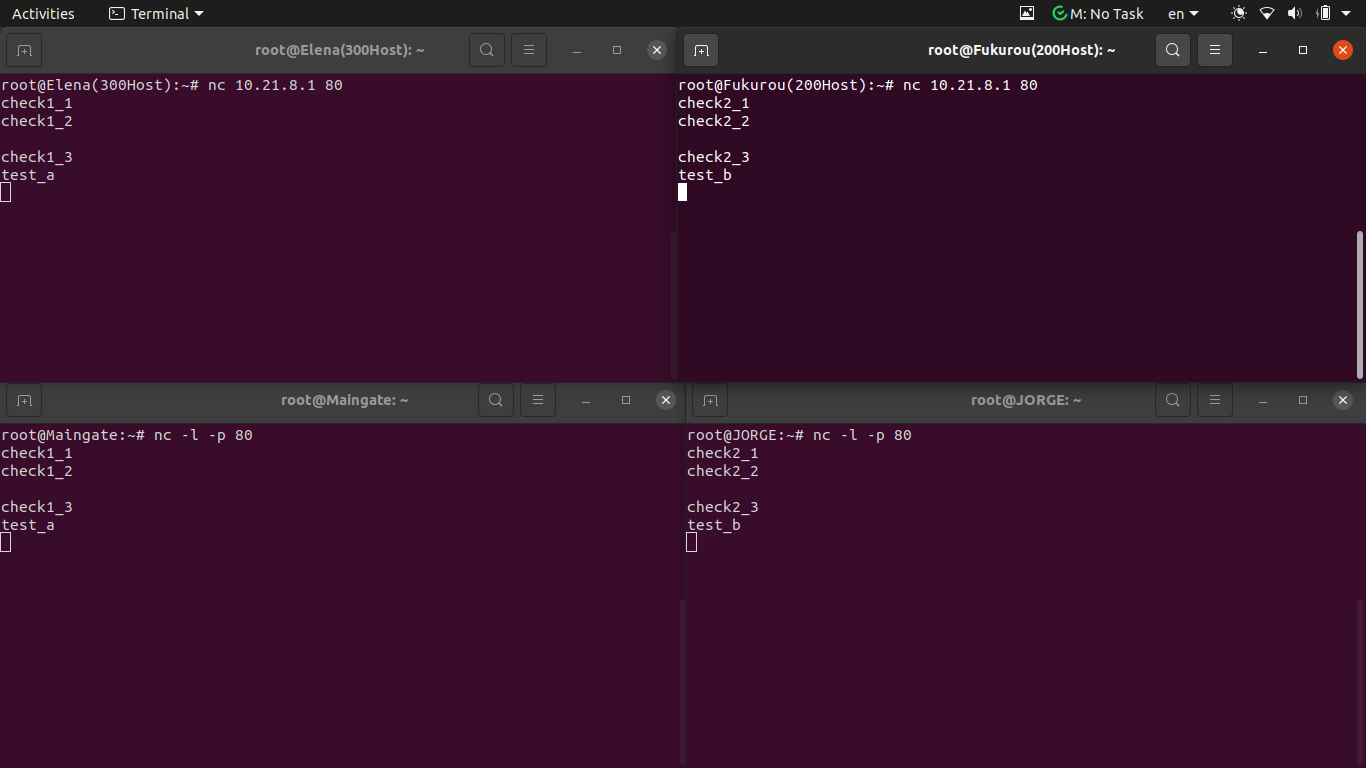 Activities Terminal M: No Task en
root@Elena(300Host): ~
root@Elena(300Host):~# nc 10.21.8.1 80
check1_1
check1_2
check1_3
test_a
root@Fukurou(200Host): ~
root@Fukurou(200Host):~# nc 10.21.8.1 80
check2_1
check2_2
check2_3
test_b
root@Maingate: ~
root@Maingate:~# nc -l -p 80
check1_1
check1_2
check1_3
test_a
root@JORGE: ~
root@JORGE:~# nc -l -p 80
check2_1
check2_2
check2_3
test_b